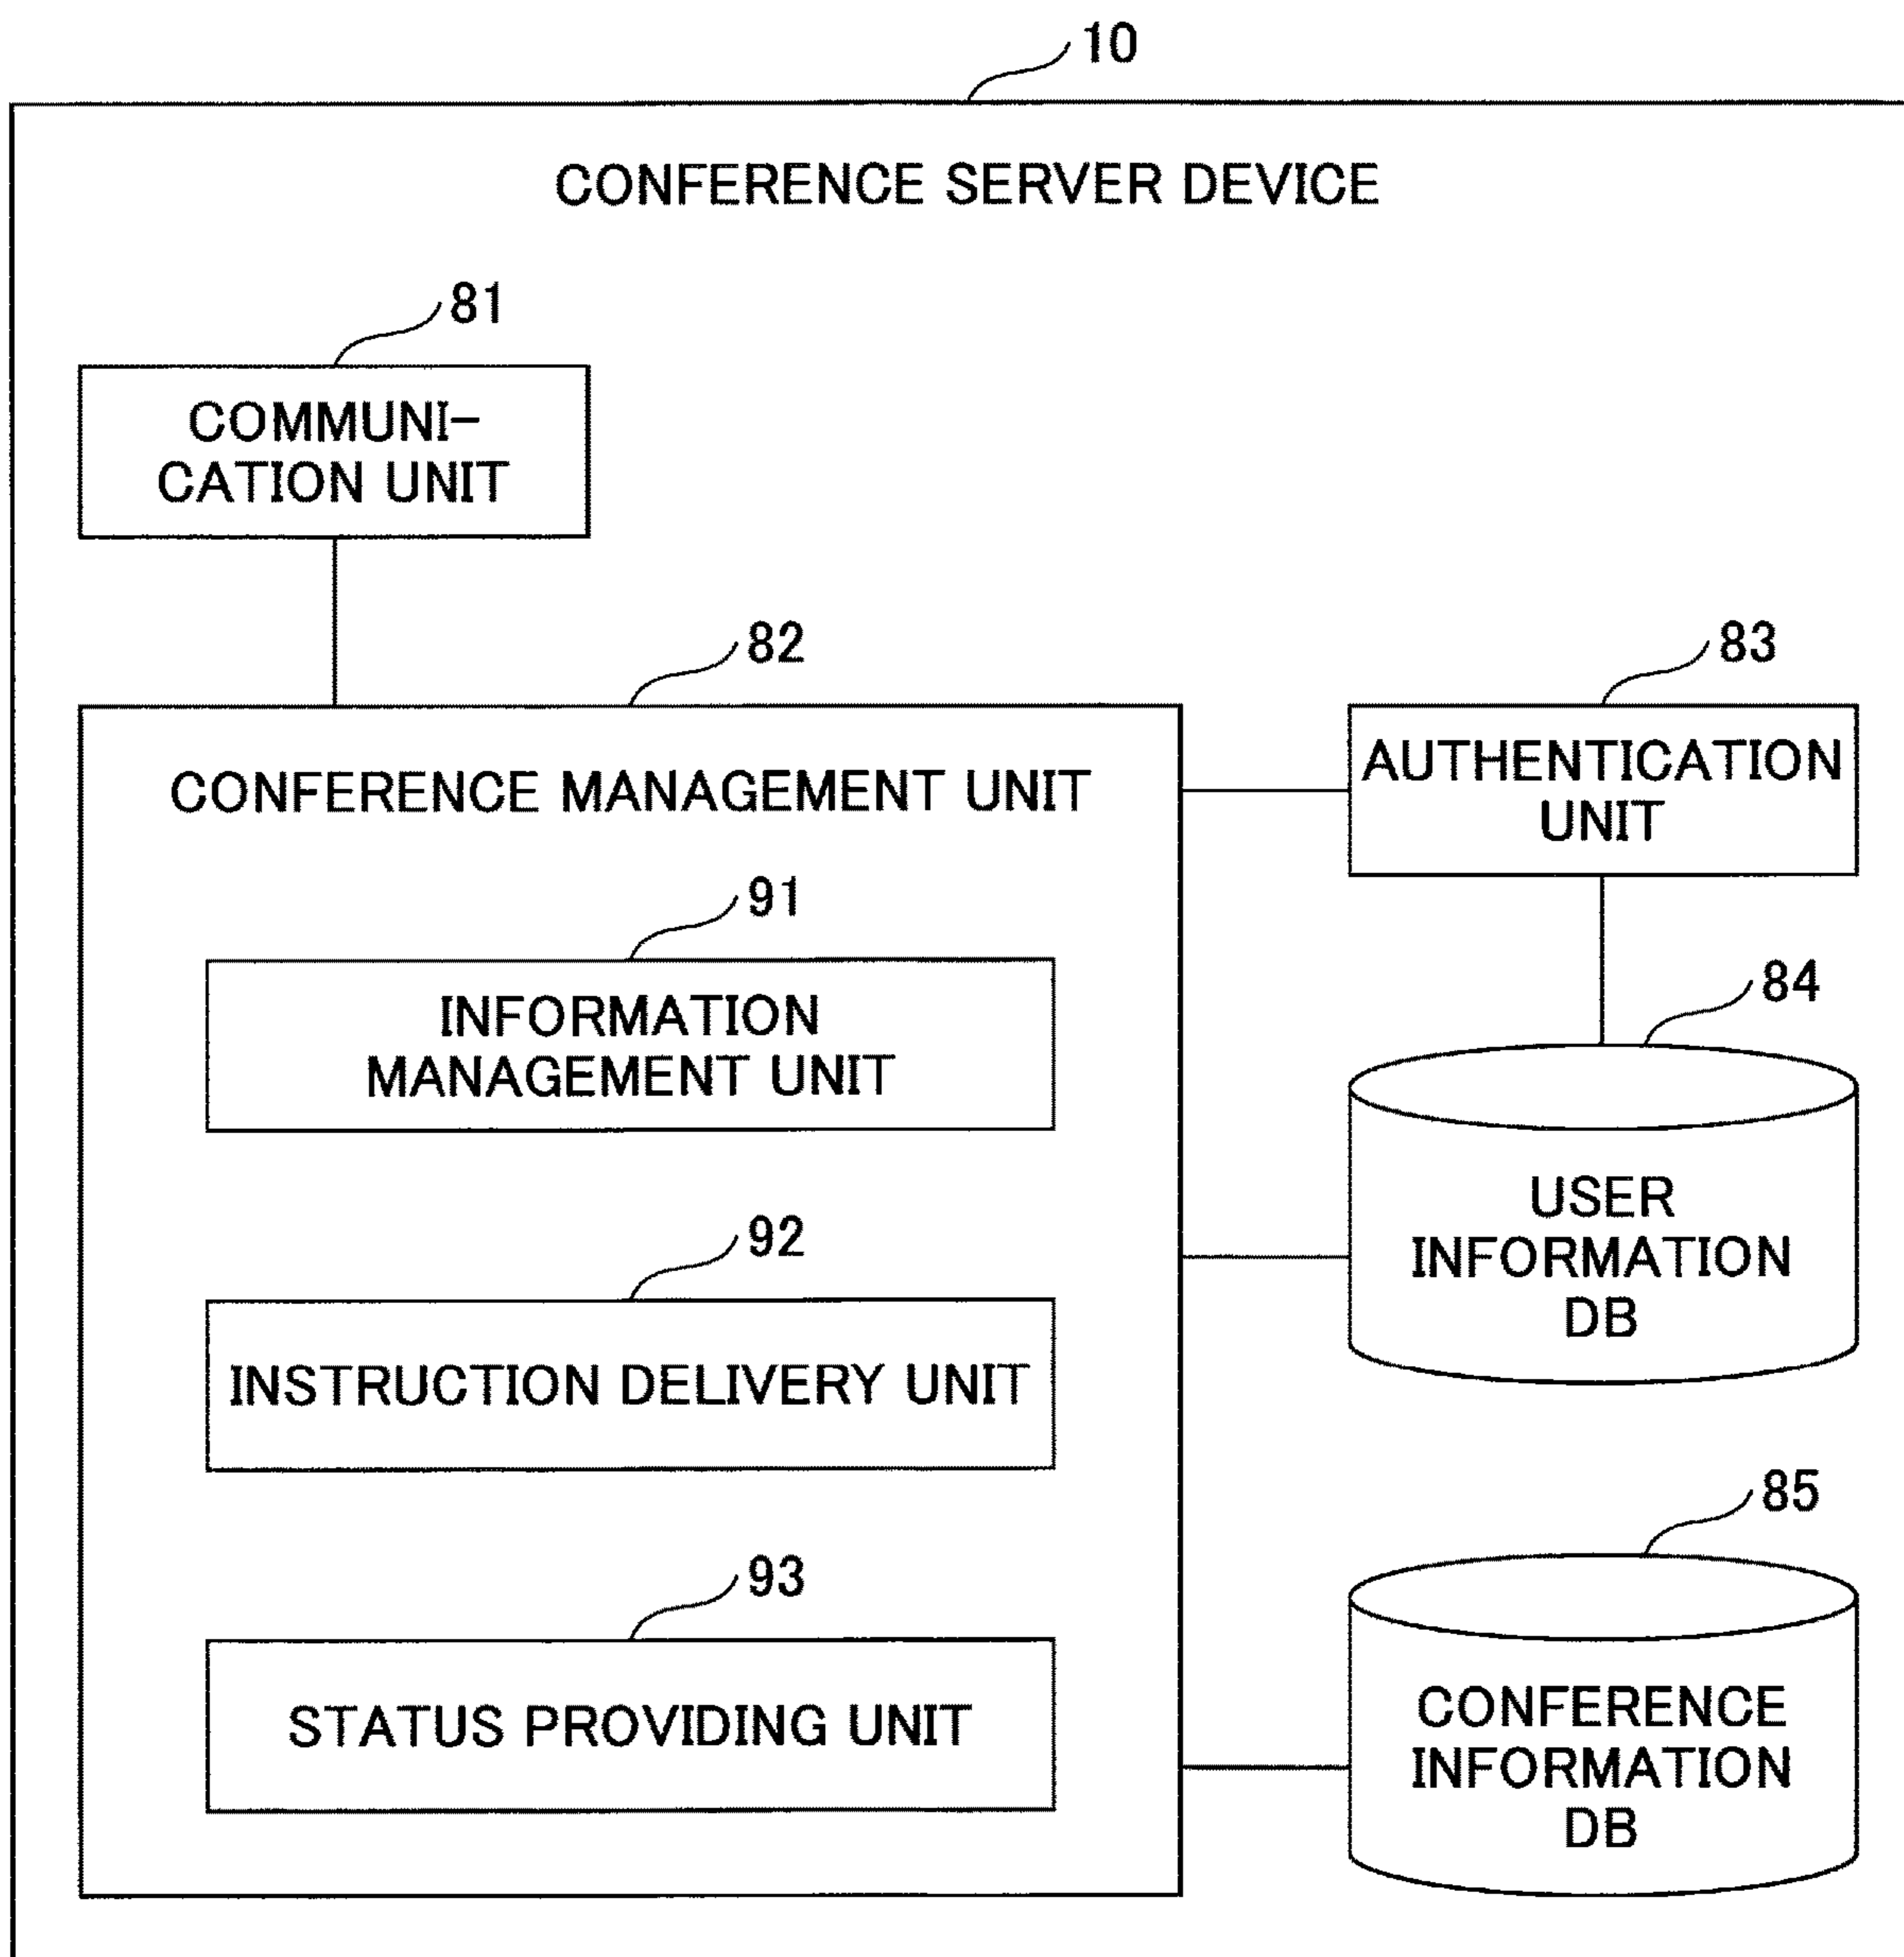 10
CONFERENCE SERVER DEVICE
81
COMMUNI-
CATION UNIT
82
CONFERENCE MANAGEMENT UNIT
83
AUTHENTICATION
UNIT
91
INFORMATION
MANAGEMENT UNIT
84
USER
INFORMATION
DB
92
INSTRUCTION DELIVERY UNIT
85
CONFERENCE
INFORMATION
DB
93
STATUS PROVIDING UNIT